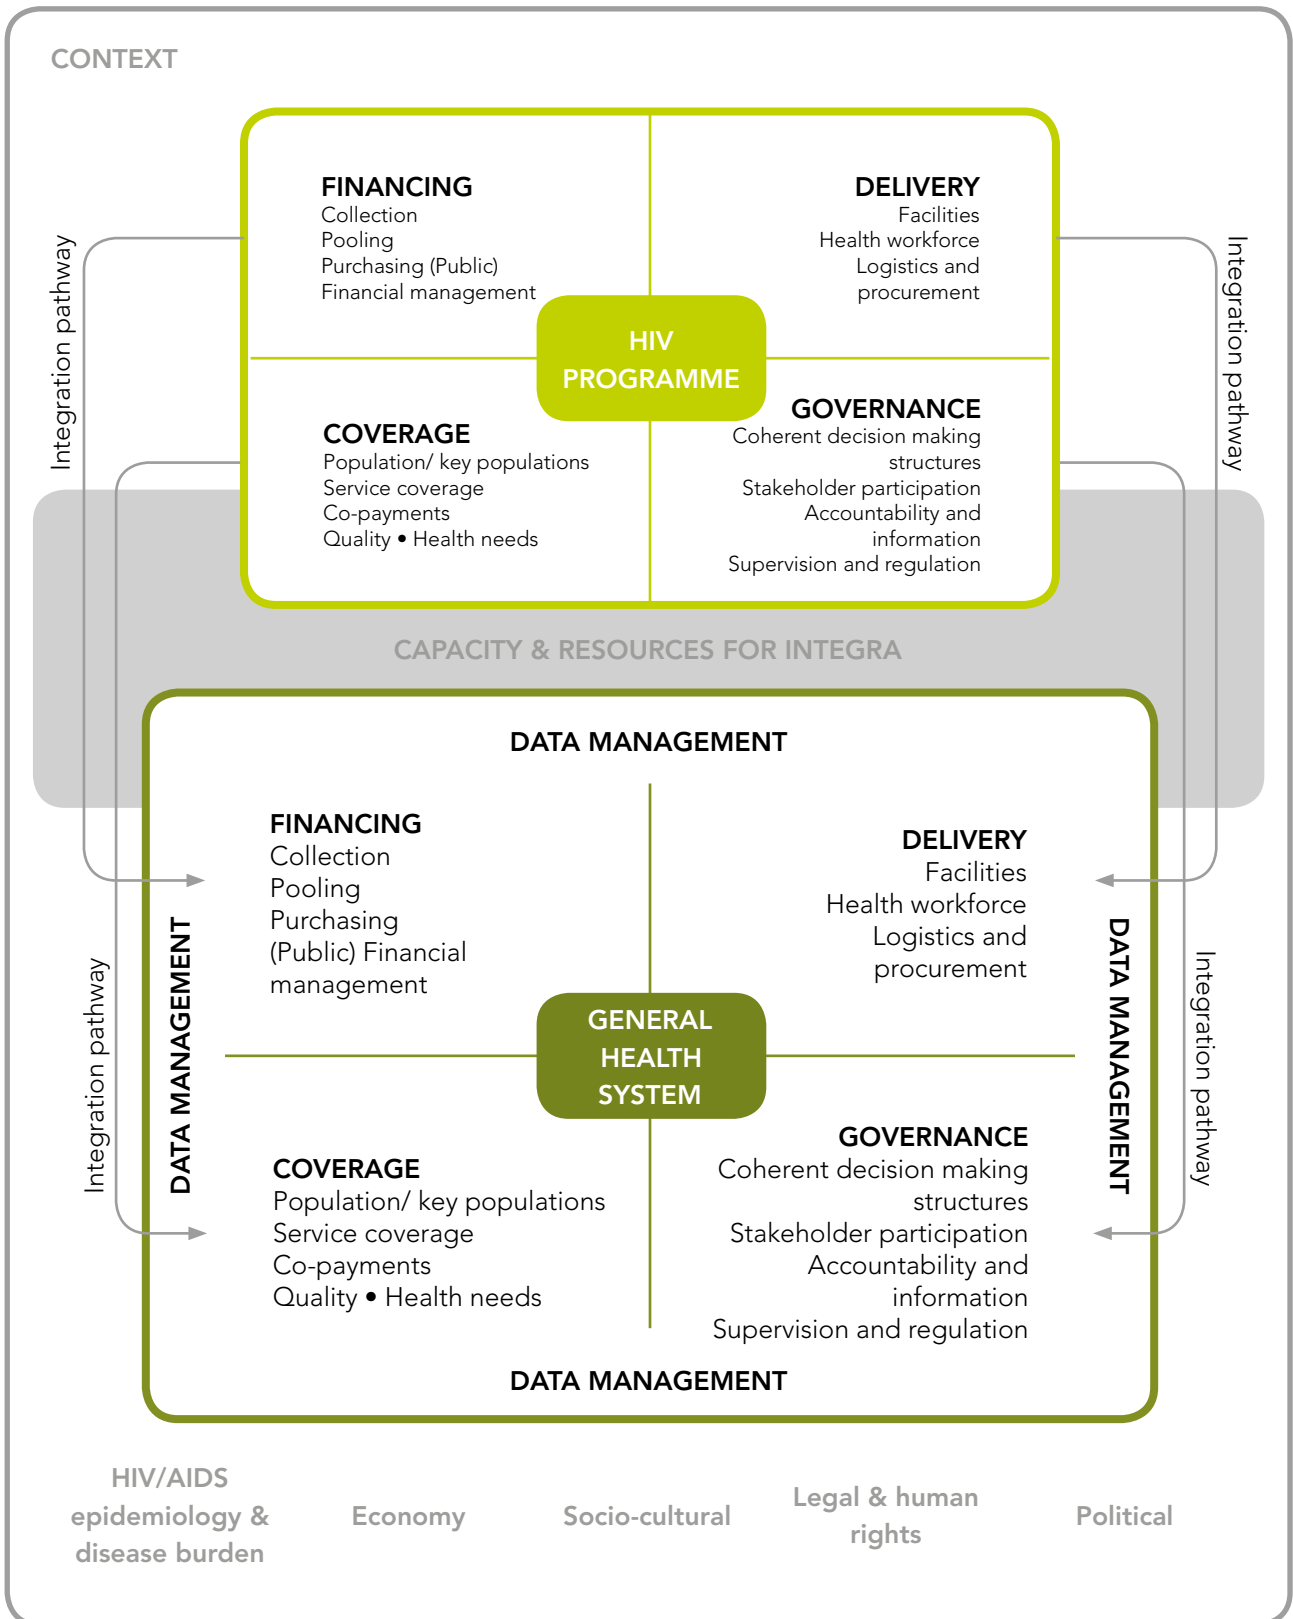 CONTEXT
FINANCING
Collection
Pooling
Purchasing (Public)
Financial management
DELIVERY
Facilities
Health workforce
Logistics and
procurement
Integration pathway
Integration pathway
HIV
PROGRAMME
COVERAGE
Population/ key populations
Service coverage
Co-payments
Quality • Health needs
GOVERNANCE
Coherent decision making
structures
Stakeholder participation
Accountability and
information
Supervision and regulation
CAPACITY & RESOURCES FOR INTEGRA
DATA MANAGEMENT
FINANCING
Collection
Pooling
Purchasing
(Public) Financial
management
DELIVERY
Facilities
Health workforce
Logistics and
procurement
Integration pathway
DATA MANAGEMENT
GENERAL
HEALTH
SYSTEM
DATA MANAGEMENT
Integration pathway
COVERAGE
Population/ key populations
Service coverage
Co-payments
Quality • Health needs
GOVERNANCE
Coherent decision making
structures
Stakeholder participation
Accountability and
information
Supervision and regulation
DATA MANAGEMENT
HIV/AIDS
epidemiology &
disease burden
Economy
Socio-cultural
Legal & human
rights
Political